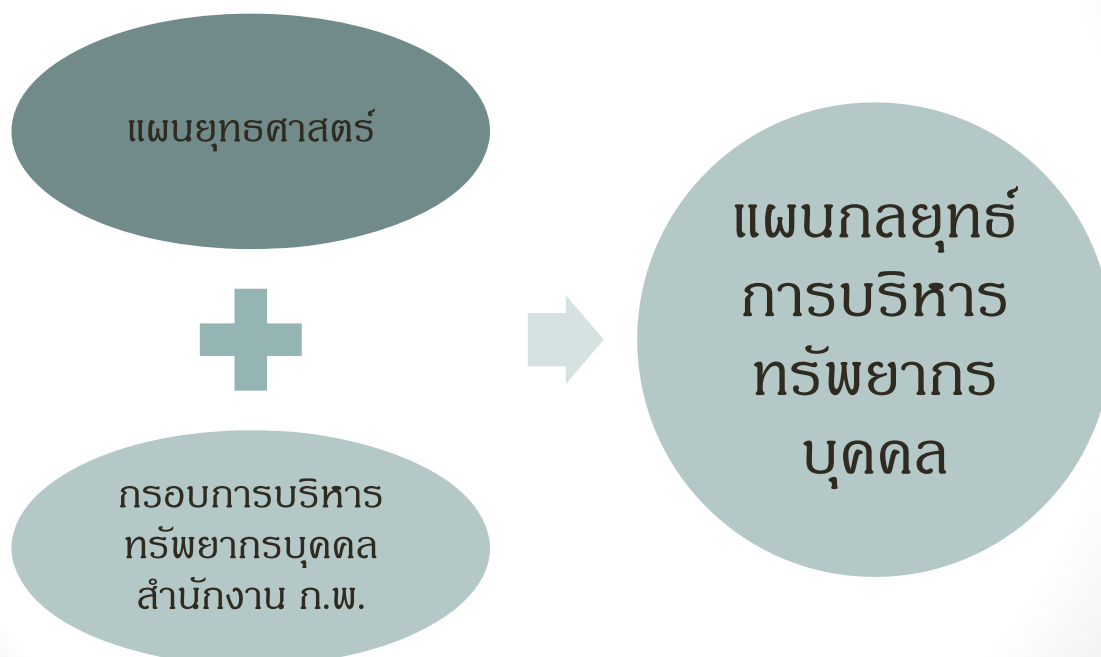 แผนยุทธศาสตร์
กรอบการบริหาร
ทรัพยากรบุคคล
สำนักงาน ก.พ.
แผนกลยุทธ์
การบริหาร
ทรัพยากร
บุคคล